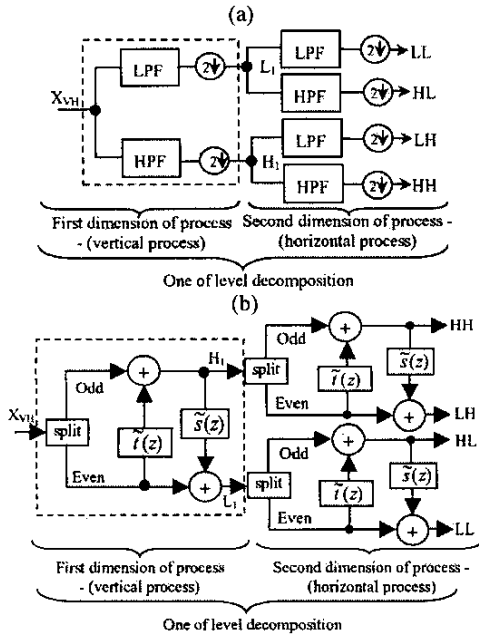 (a)
X_VH
LPF
2↓
L₁
LPF
2↓
LL
HPF
2↓
HL
HPF
2↓
H₁
LPF
2↓
LH
HPF
2↓
HH
First dimension of process
- (vertical process)
Second dimension of process -
(horizontal process)
One of level decomposition
(b)
X_VH
split
Odd
Even
+
t̃(z)
s̃(z)
+
H₁
L₁
split
Odd
Even
+
t̃(z)
s̃(z)
+
HH
LH
split
Odd
Even
+
t̃(z)
s̃(z)
+
HL
LL
First dimension of process
- (vertical process)
Second dimension of process -
(horizontal process)
One of level decomposition